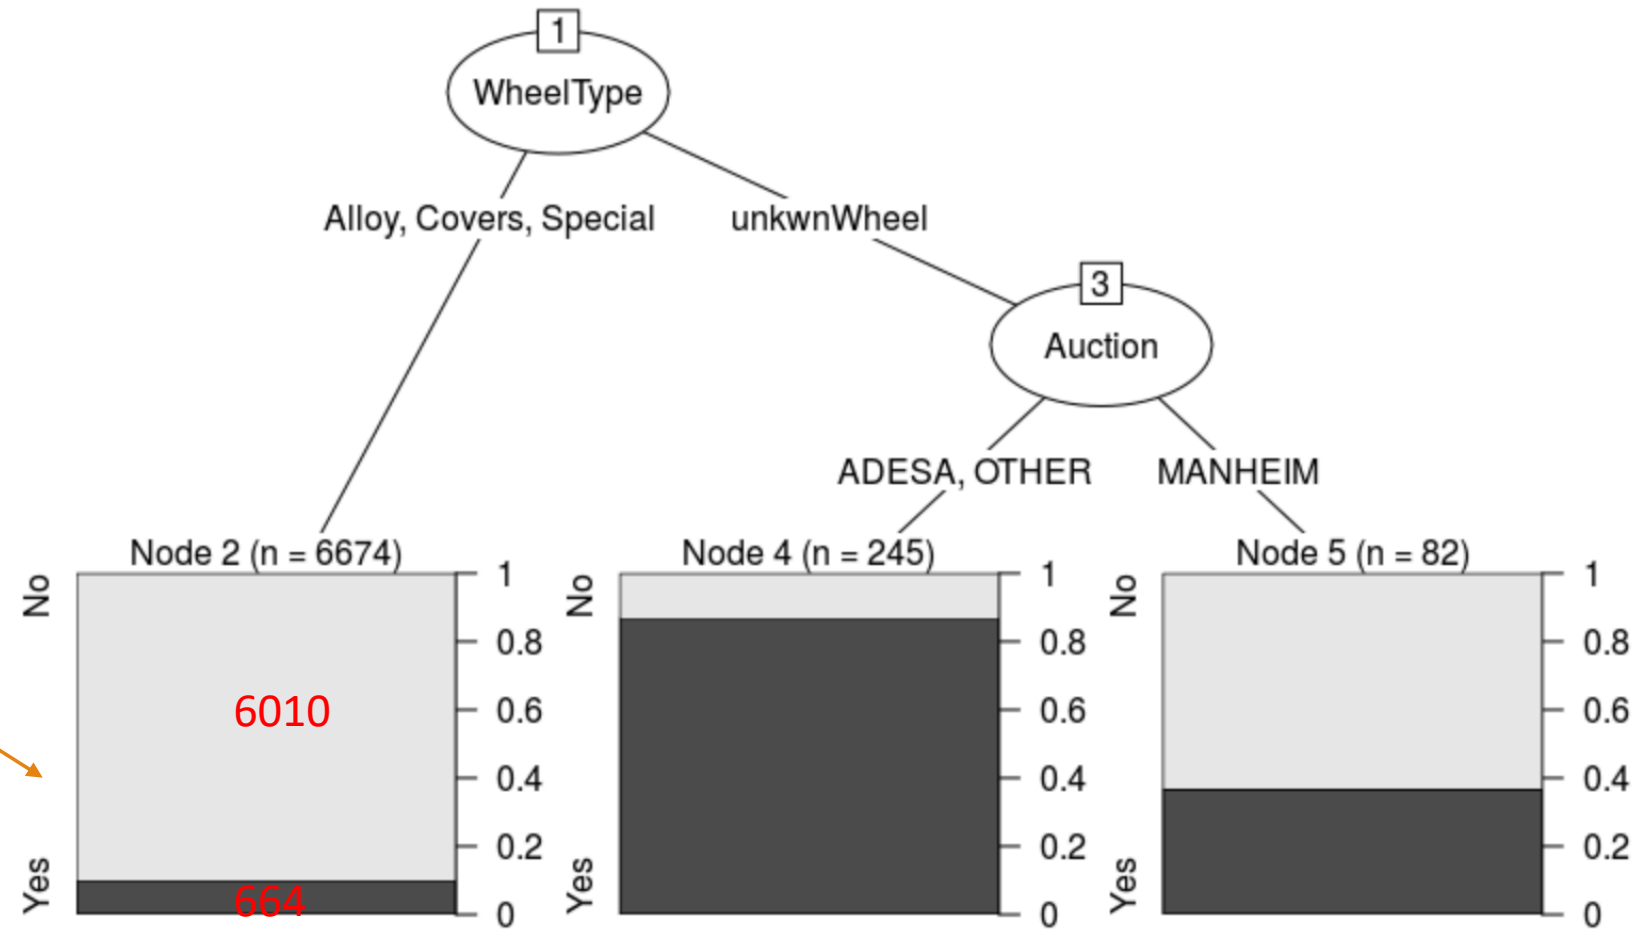 1
WheelType
Alloy, Covers, Special
unkwnWheel
3
Auction
ADESA, OTHER
MANHEIM
Node 2 (n = 6674)
No
Yes
6010
664
1
0.8
0.6
0.4
0.2
0
Node 4 (n = 245)
No
Yes
1
0.8
0.6
0.4
0.2
0
Node 5 (n = 82)
No
Yes
1
0.8
0.6
0.4
0.2
0